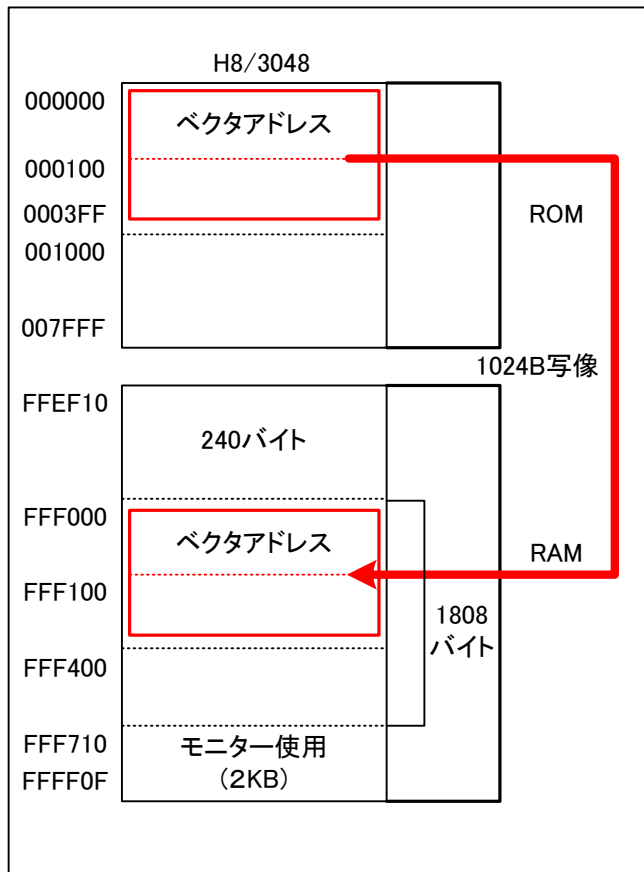 H8/3048
000000
ベクタアドレス
000100
0003FF
ROM
001000
007FFF
1024B写像
FFEF10
240バイト
FFF000
ベクタアドレス
RAM
FFF100
1808
バイト
FFF400
FFF710
モニター使用
(2KB)
FFFF0F